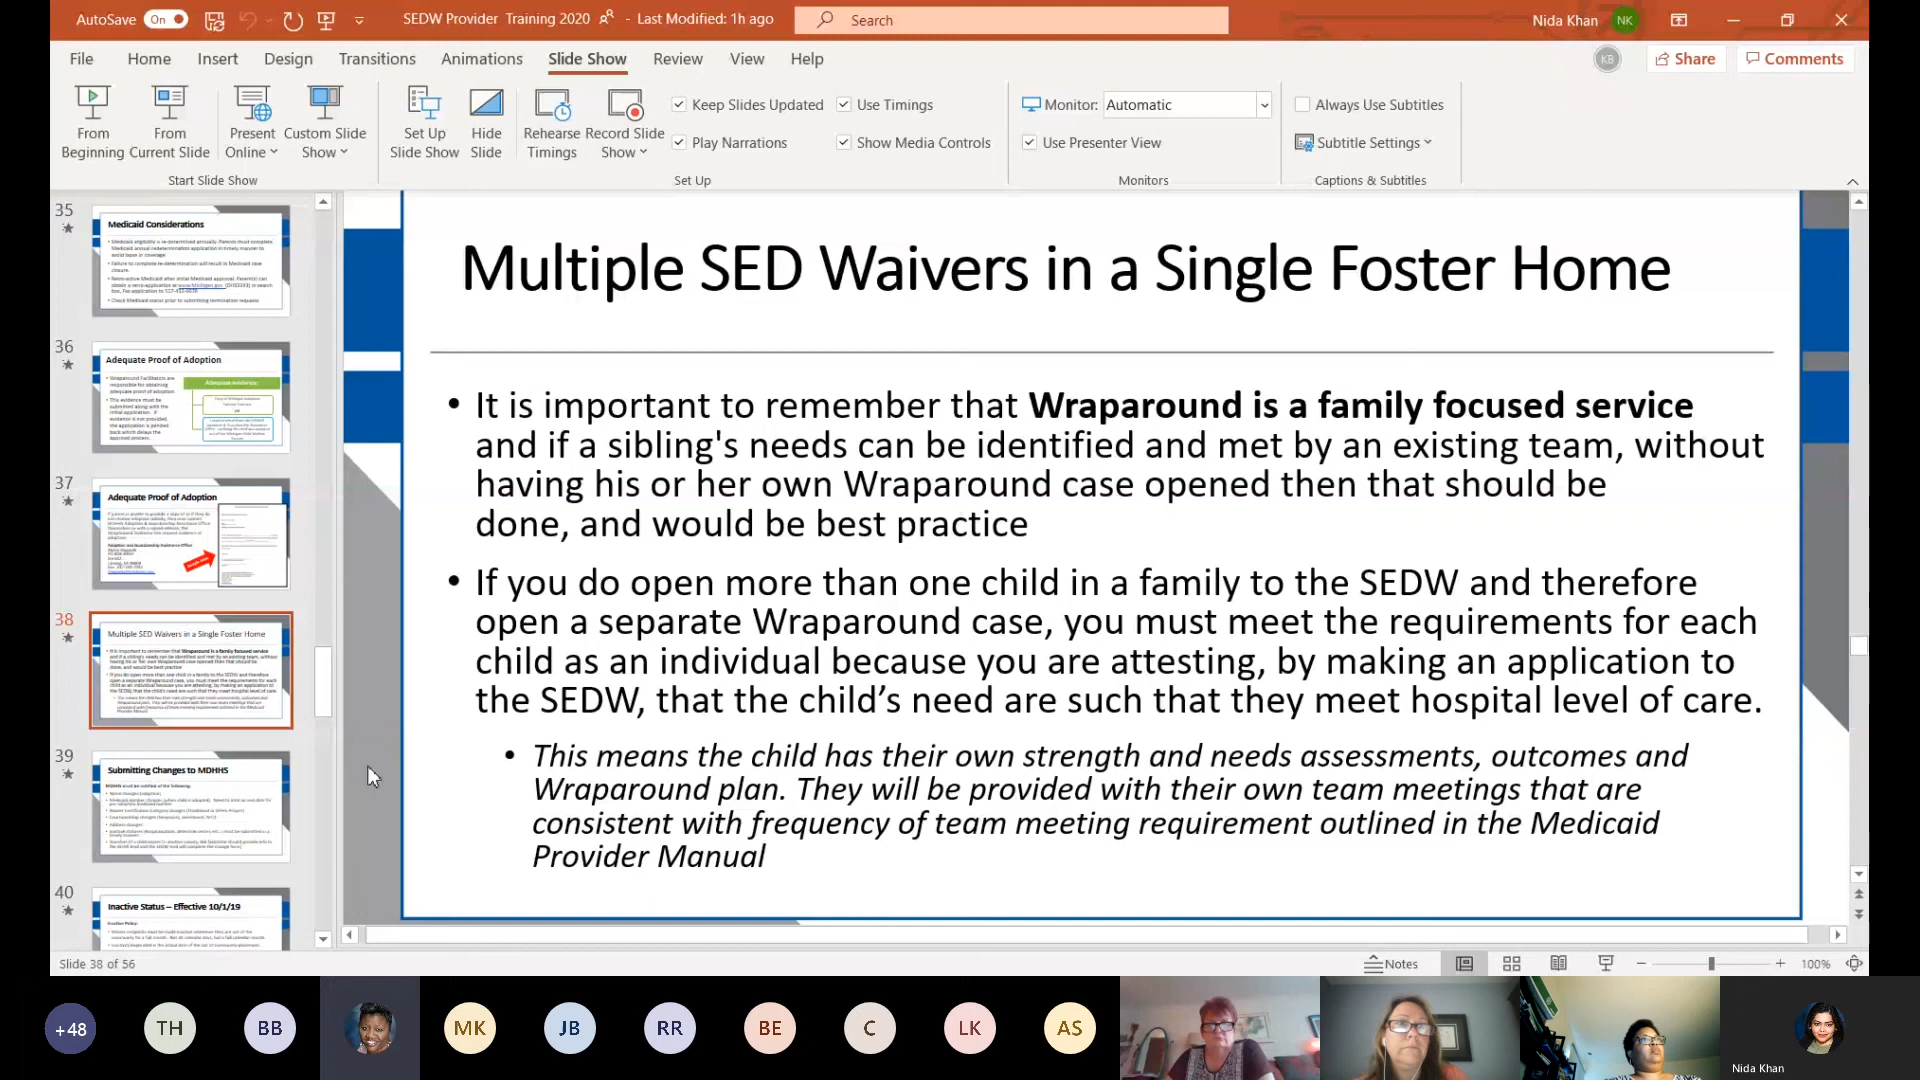 AutoSave On SEDW Provider Training 2020 - Last Modified: 1h ago Search Nida Khan NK
File Home Insert Design Transitions Animations Slide Show Review View Help KB Share Comments
From Beginning
From Current Slide
Present Online
Custom Slide Show
Set Up Slide Show
Hide Slide
Rehearse Timings
Record Slide Show
Keep Slides Updated
Play Narrations
Use Timings
Show Media Controls
Monitor: Automatic
Use Presenter View
Always Use Subtitles
Subtitle Settings
Start Slide Show Set Up Monitors Captions & Subtitles
35
Medicaid Considerations
36
Adequate Proof of Adoption
37
Adequate Proof of Adoption
38
Multiple SED Waivers in a Single Foster Home
39
Submitting Changes to MDHHS
40
Inactive Status – Effective 10/1/19
Multiple SED Waivers in a Single Foster Home
• It is important to remember that Wraparound is a family focused service
and if a sibling's needs can be identified and met by an existing team, without
having his or her own Wraparound case opened then that should be
done, and would be best practice
• If you do open more than one child in a family to the SEDW and therefore
open a separate Wraparound case, you must meet the requirements for each
child as an individual because you are attesting, by making an application to
the SEDW, that the child’s need are such that they meet hospital level of care.
• This means the child has their own strength and needs assessments, outcomes and
Wraparound plan. They will be provided with their own team meetings that are
consistent with frequency of team meeting requirement outlined in the Medicaid
Provider Manual
Slide 38 of 56 Notes 100%
+48 TH BB MK JB RR BE C LK AS
Nida Khan